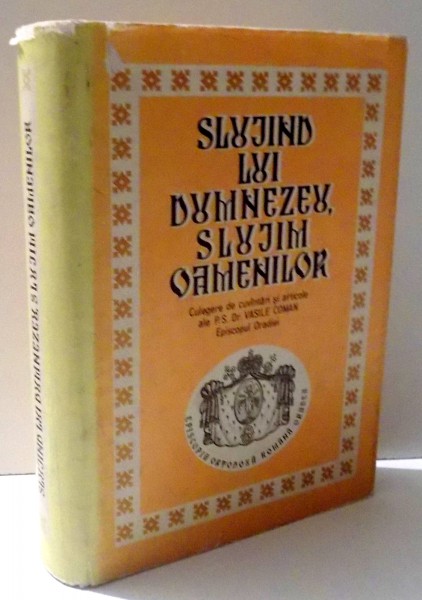 SLUJIND LUI DUMNEZEU, SLUJIM OAMENILOR
SLUJIND
LUI
DUMNEZEU,
SLUJIM
OAMENILOR
Culegere de cuvîntări și articole
ale P.S. Dr. VASILE COMAN
Episcopul Oradiei
EPISCOPIA ORTODOXĂ ROMÂNĂ ORADEA